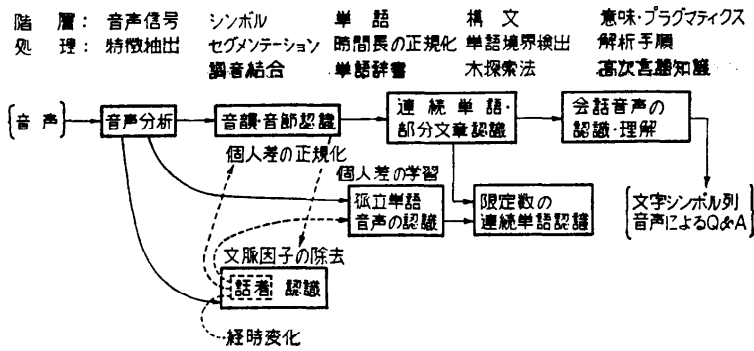 階層：音声信号 シンボル 単語 構文 意味・プラグマティクス
処理：特徴抽出 セグメンテーション 時間長の正規化 単語境界検出 解析手順
調音結合 単語辞書 木探索法 高次言語知識
{音声}
音声分析
音韻・音節認識
連続単語・
部分文章認識
会話音声の
認識・理解
個人差の正規化
個人差の学習
孤立単語
音声の認識
限定数の
連続単語認識
文字シンボル列
音声によるQ&A
文脈因子の除去
話者認識
経時変化